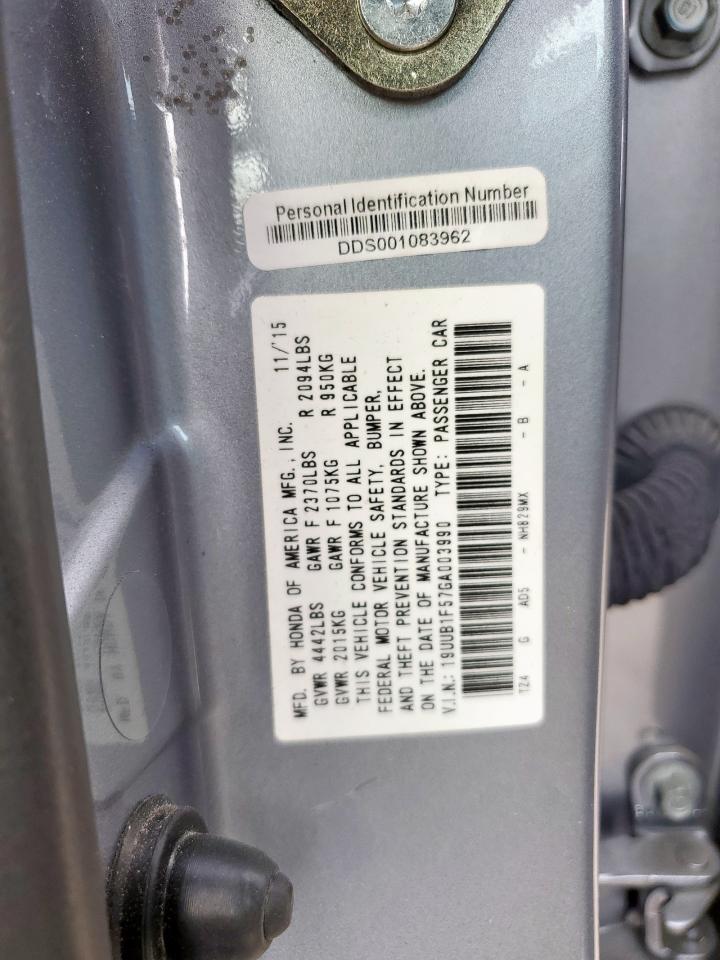 Personal Identification Number
DDS001083962
MFD. BY HONDA OF AMERICA MFG., INC. 11/'15
GVWR 4442LBS GAWR F 2370LBS R 2094LBS
GVWR 2015KG GAWR F 1075KG R 950KG
THIS VEHICLE CONFORMS TO ALL APPLICABLE
FEDERAL MOTOR VEHICLE SAFETY, BUMPER,
AND THEFT PREVENTION STANDARDS IN EFFECT
ON THE DATE OF MANUFACTURE SHOWN ABOVE.
V.I.N.: 19UUB1F57GA003990 TYPE: PASSENGER CAR
TZ4 G AD5 - NH829MX - B - A